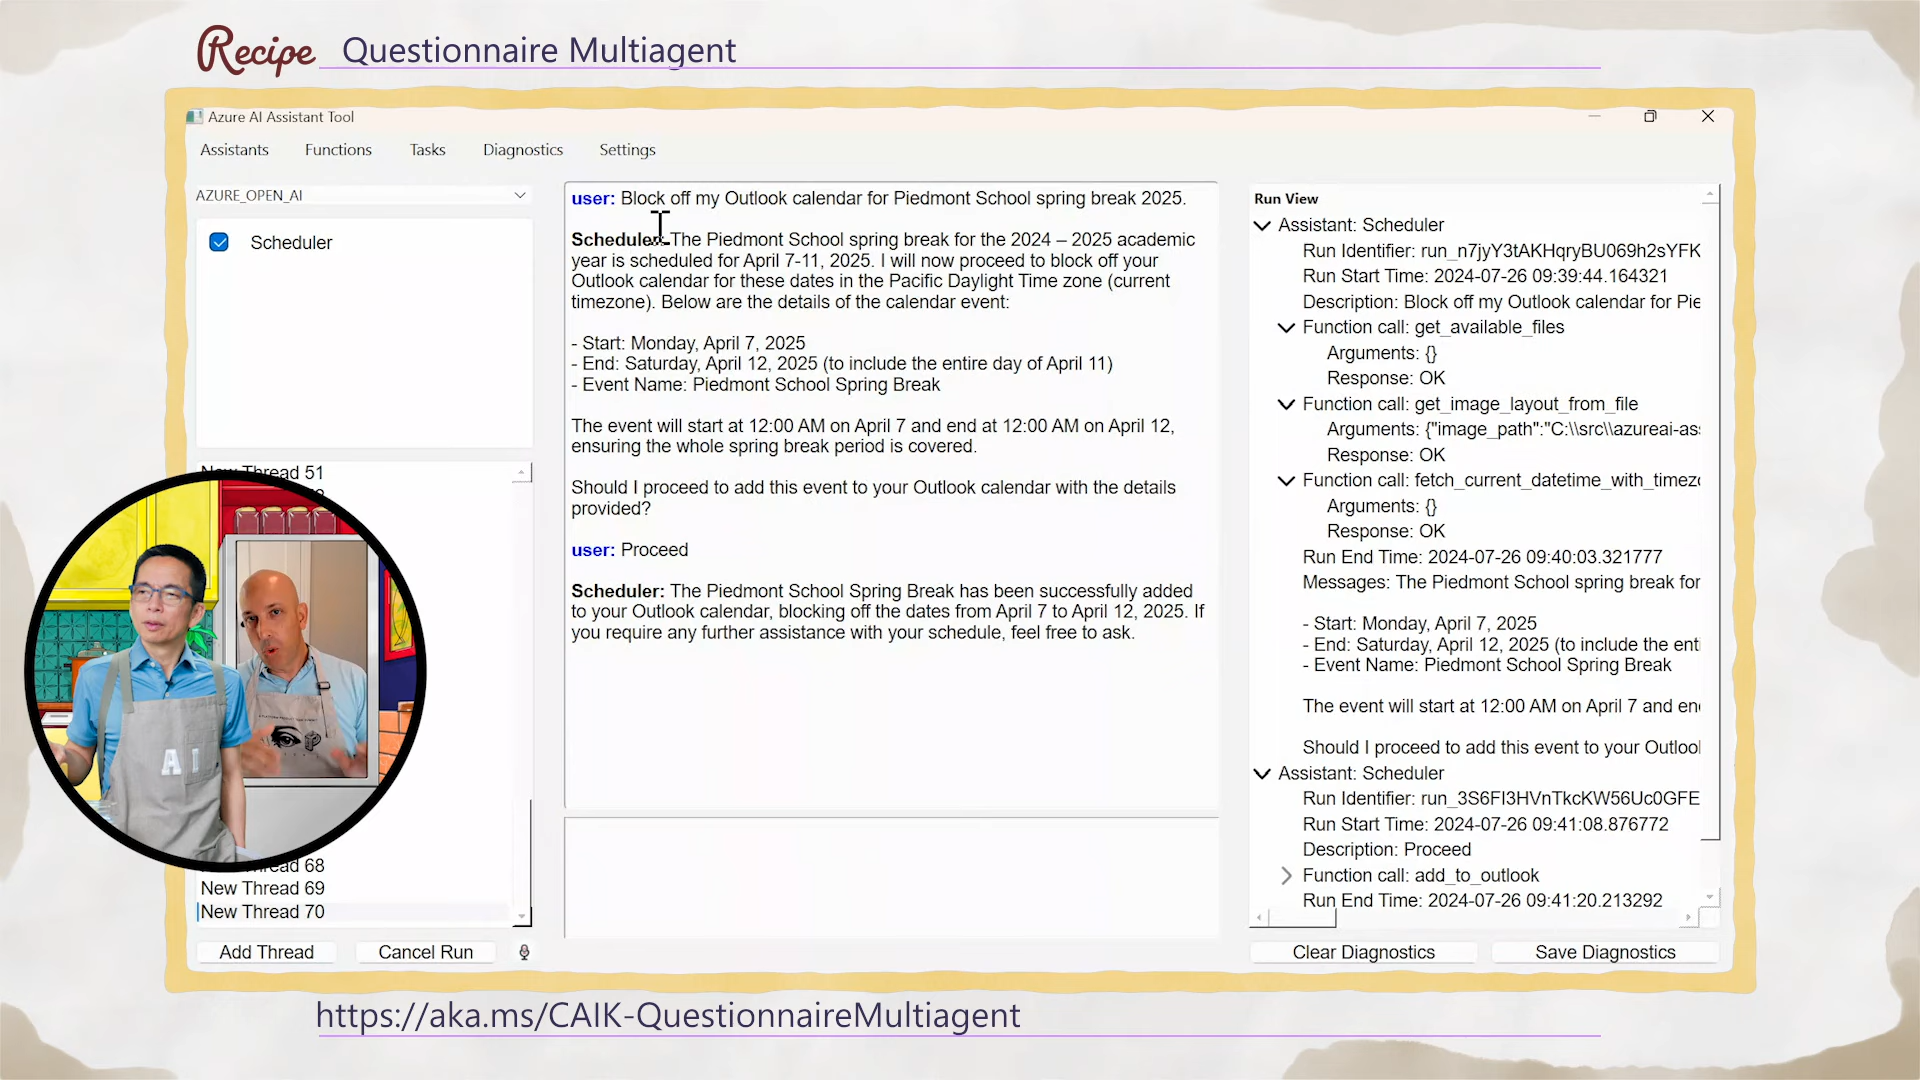 Recipe Questionnaire Multiagent
Azure AI Assistant Tool
Assistants Functions Tasks Diagnostics Settings
AZURE_OPEN_AI
Scheduler
New Thread 51
68
New Thread 69
New Thread 70
Add Thread Cancel Run
user: Block off my Outlook calendar for Piedmont School spring break 2025.
Scheduler: The Piedmont School spring break for the 2024 – 2025 academic
year is scheduled for April 7-11, 2025. I will now proceed to block off your
Outlook calendar for these dates in the Pacific Daylight Time zone (current
timezone). Below are the details of the calendar event:
- Start: Monday, April 7, 2025
- End: Saturday, April 12, 2025 (to include the entire day of April 11)
- Event Name: Piedmont School Spring Break
The event will start at 12:00 AM on April 7 and end at 12:00 AM on April 12,
ensuring the whole spring break period is covered.
Should I proceed to add this event to your Outlook calendar with the details
provided?
user: Proceed
Scheduler: The Piedmont School Spring Break has been successfully added
to your Outlook calendar, blocking off the dates from April 7 to April 12, 2025. If
you require any further assistance with your schedule, feel free to ask.
Run View
Assistant: Scheduler
Run Identifier: run_n7jyY3tAKHqryBU069h2sYFK
Run Start Time: 2024-07-26 09:39:44.164321
Description: Block off my Outlook calendar for Pie
Function call: get_available_files
Arguments: {}
Response: OK
Function call: get_image_layout_from_file
Arguments: {"image_path":"C:\\src\\azureai-as
Response: OK
Function call: fetch_current_datetime_with_timez
Arguments: {}
Response: OK
Run End Time: 2024-07-26 09:40:03.321777
Messages: The Piedmont School spring break for
- Start: Monday, April 7, 2025
- End: Saturday, April 12, 2025 (to include the enti
- Event Name: Piedmont School Spring Break
The event will start at 12:00 AM on April 7 and en
Should I proceed to add this event to your Outlool
Assistant: Scheduler
Run Identifier: run_3S6FI3HVnTkcKW56Uc0GFE
Run Start Time: 2024-07-26 09:41:08.876772
Description: Proceed
Function call: add_to_outlook
Run End Time: 2024-07-26 09:41:20.213292
Clear Diagnostics Save Diagnostics
AI
https://aka.ms/CAIK-QuestionnaireMultiagent